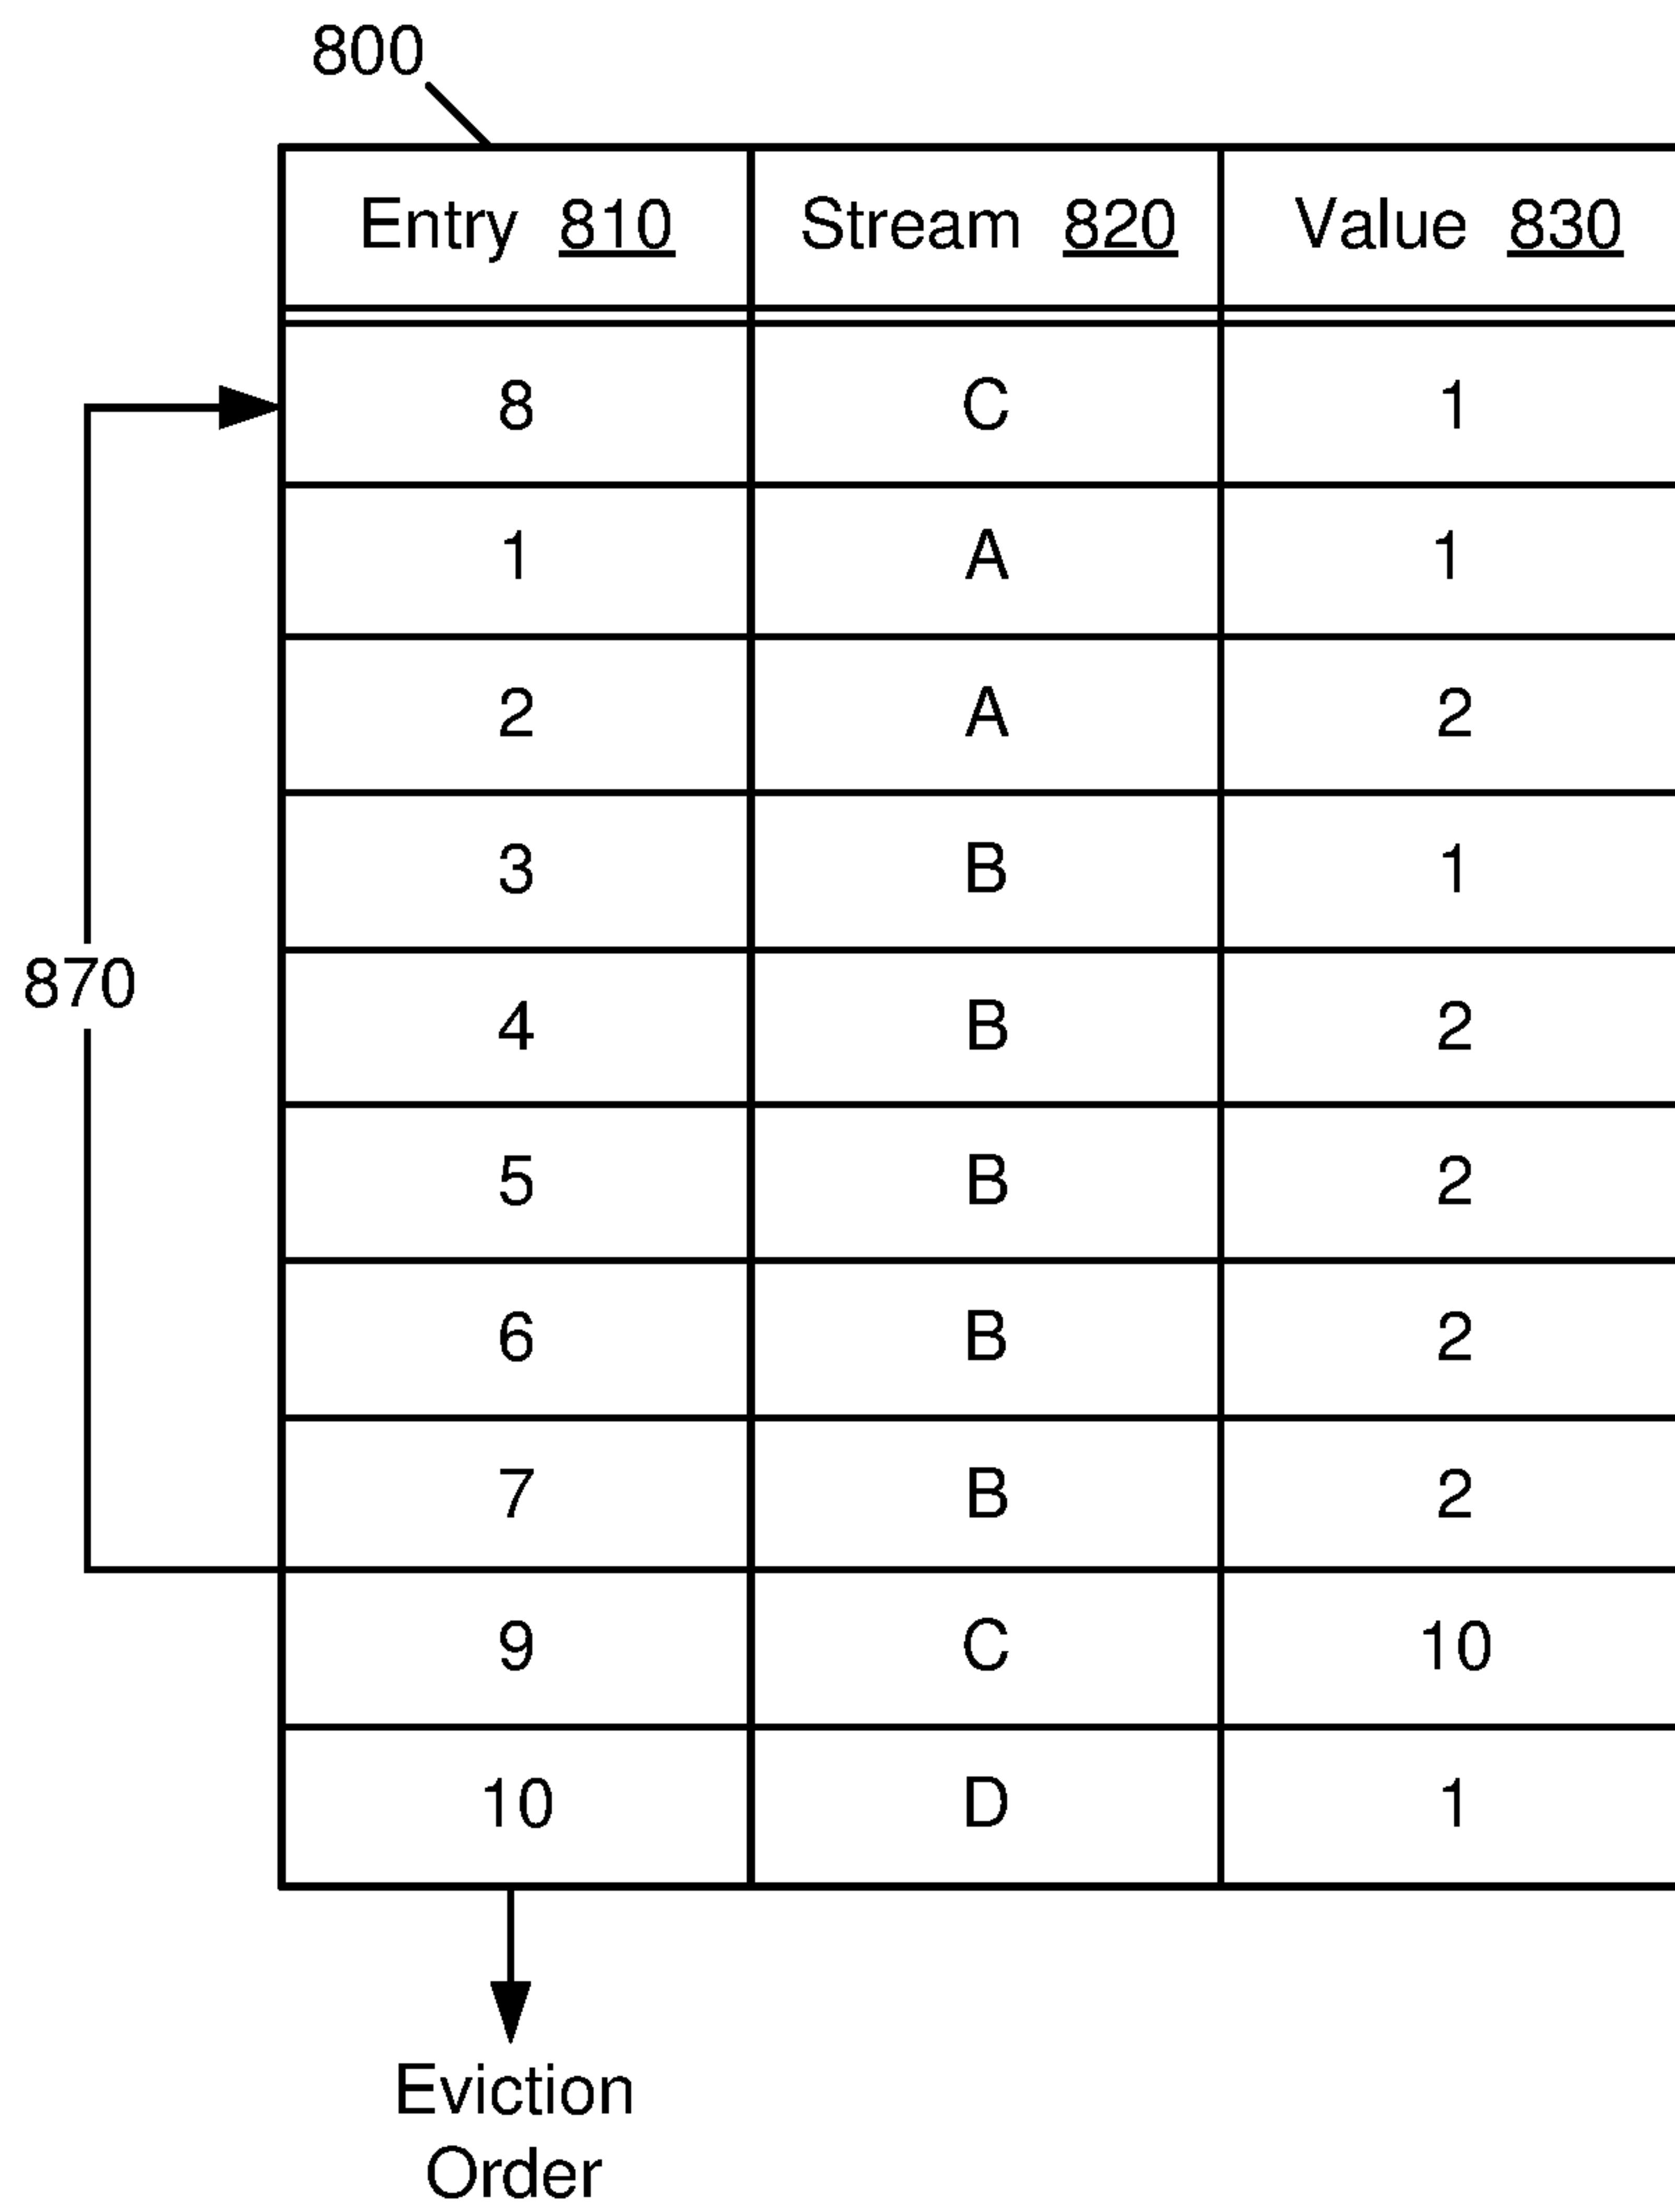 800
Entry 810 Stream 820 Value 830
8 C 1
1 A 1
2 A 2
3 B 1
870
4 B 2
5 B 2
6 B 2
7 B 2
9 C 10
10 D 1
Eviction
Order